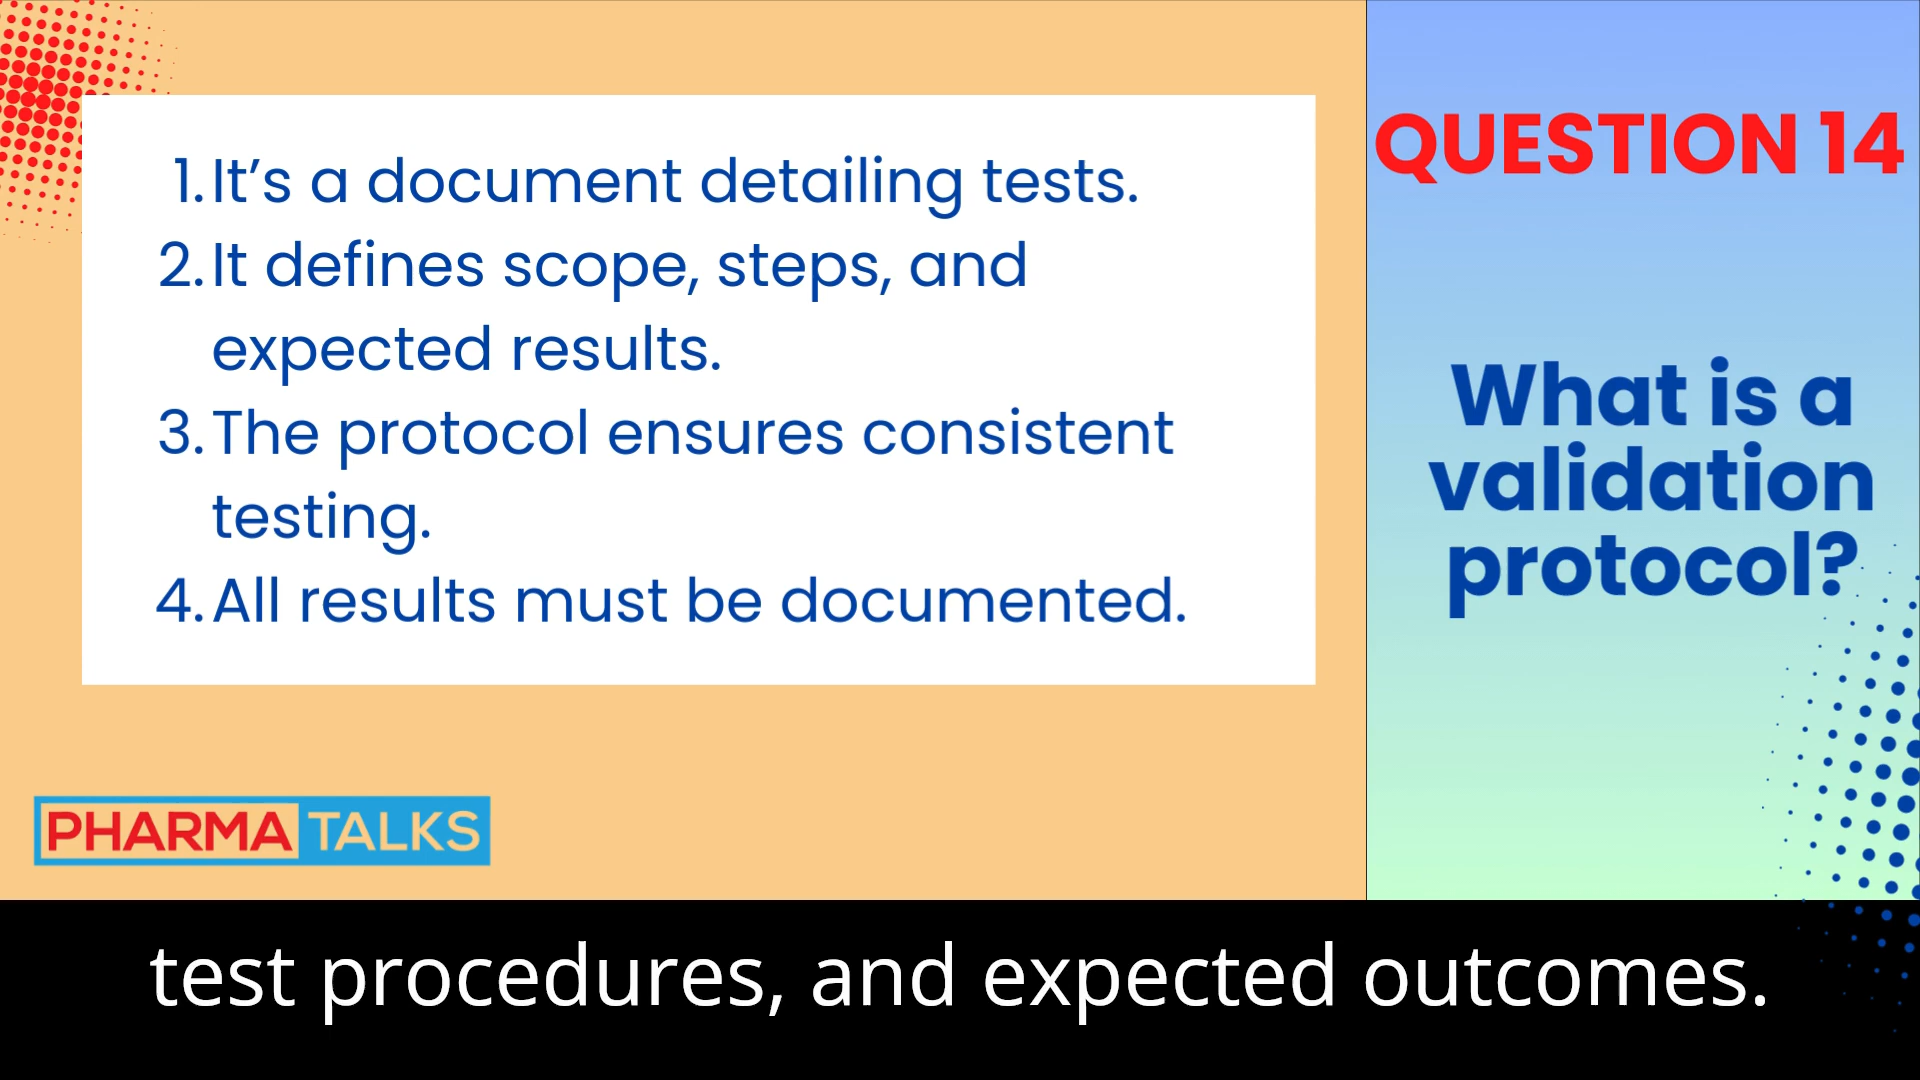 1. It’s a document detailing tests.
2. It defines scope, steps, and
expected results.
3. The protocol ensures consistent
testing.
4. All results must be documented.
QUESTION 14
What is a
validation
protocol?
PHARMA TALKS
test procedures, and expected outcomes.